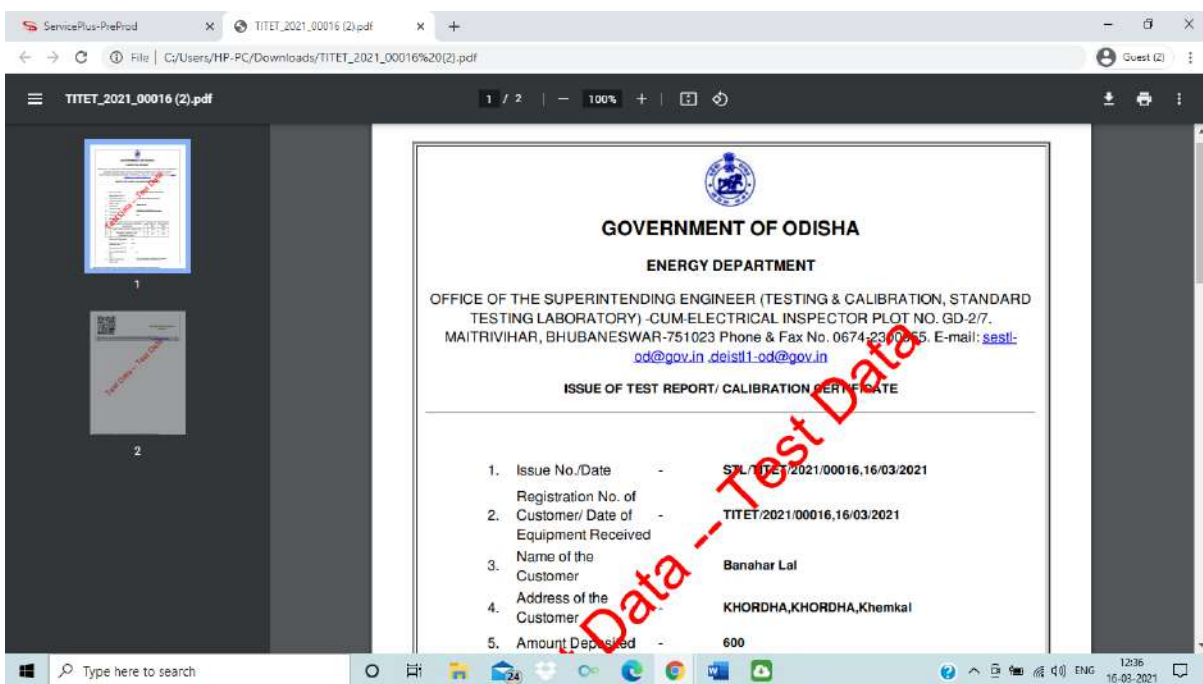 ServicePlus-PreProd
TITET_2021_00016 (2).pdf
File | C:/Users/HP-PC/Downloads/TITET_2021_00016%20(2).pdf
Guest (2)
TITET_2021_00016 (2).pdf
1 / 2
100%
1
2
GOVERNMENT OF ODISHA
ENERGY DEPARTMENT
OFFICE OF THE SUPERINTENDING ENGINEER (TESTING & CALIBRATION, STANDARD
TESTING LABORATORY) -CUM-ELECTRICAL INSPECTOR PLOT NO. GD-2/7.
MAITRIVIHAR, BHUBANESWAR-751023 Phone & Fax No. E-mail: sestl-
od@gov.in ,deistl1-od@gov.in
ISSUE OF TEST REPORT/ CALIBRATION CERTIFICATE
1. Issue No./Date - STL/TITET/2021/00016,16/03/2021
Registration No. of
2. Customer/ Date of - TITET/2021/00016,16/03/2021
Equipment Received
3. Name of the
Customer
Banahar Lal
4. Address of the
Customer
- KHORDHA,KHORDHA,Khemkal
5. Amount Deposited - 600
Data -- Test Data
Type here to search
24
ENG
12:36
16-03-2021